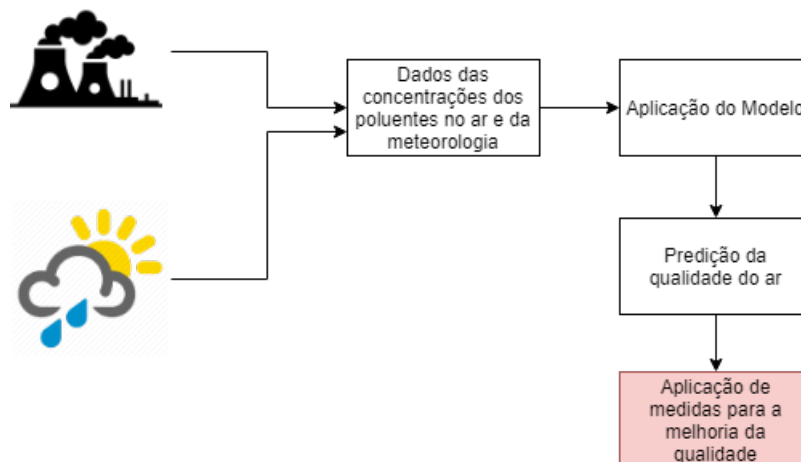 Dados das
concentrações dos
poluentes no ar e da
meteorologia
Aplicação do Modelo
Predição da
qualidade do ar
Aplicação de
medidas para a
melhoria da
qualidade